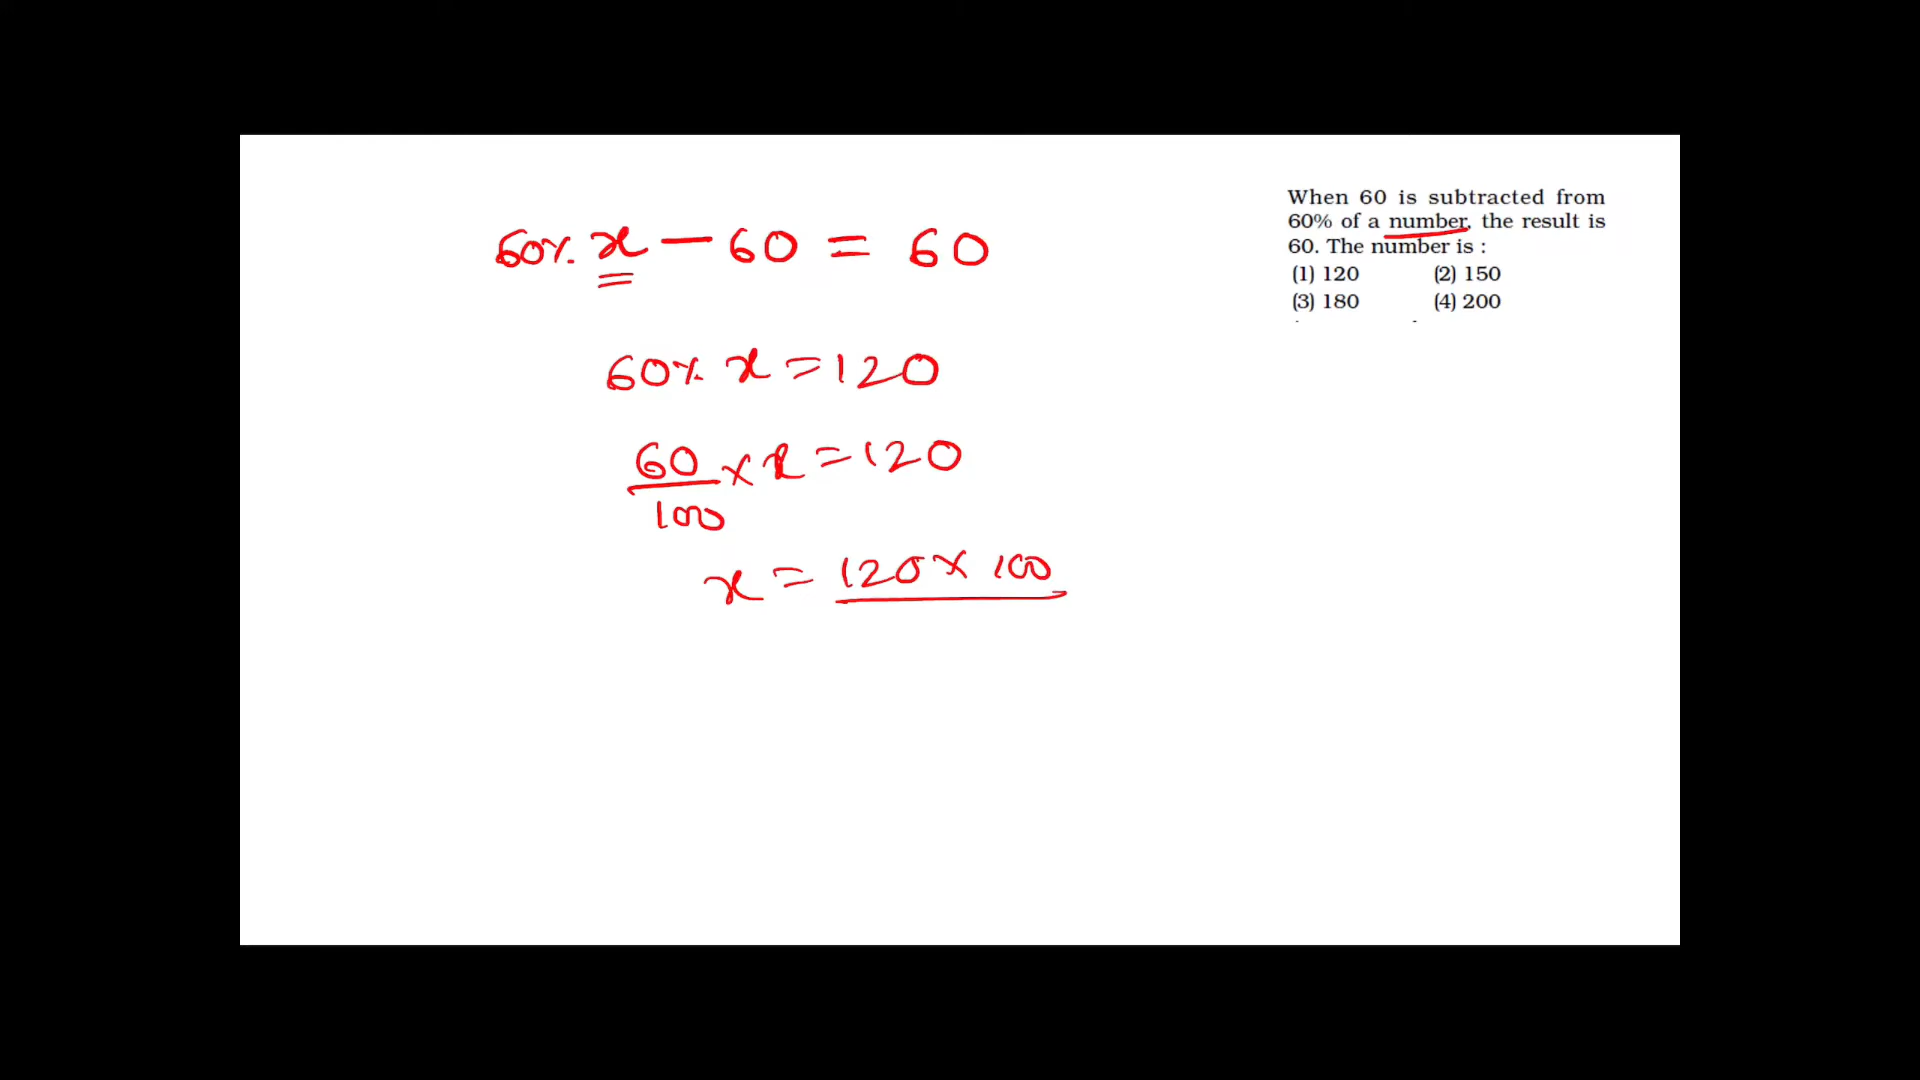 60% x - 60 = 60
60% x = 120
60/100 × x = 120
x = 120 × 100
When 60 is subtracted from
60% of a number, the result is
60. The number is :
(1) 120 (2) 150
(3) 180 (4) 200